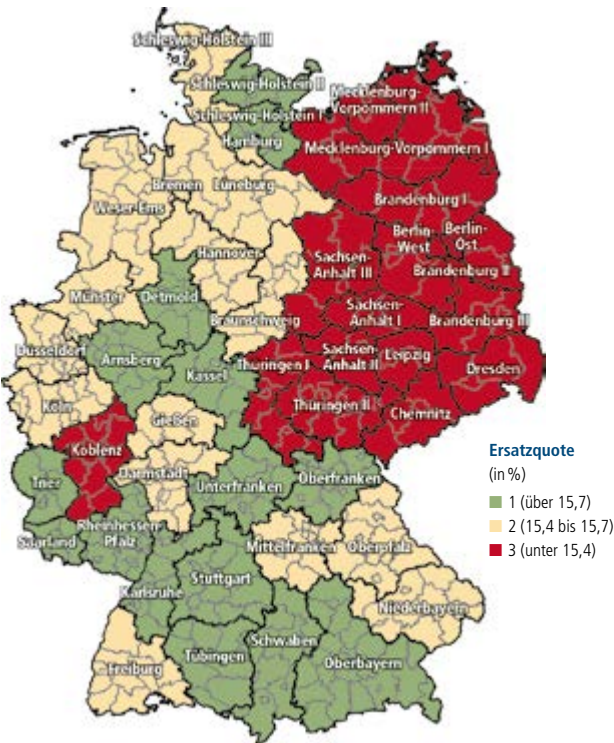 Schleswig-Holstein III
Schleswig-Holstein II
Mecklenburg-
Vorpommern II
Schleswig-Holstein I
Hamburg
Mecklenburg-Vorpommern I
Bremen
Lüneburg
Brandenburg I
Weser-Ems
Berlin-
West
Berlin-
Ost
Hannover
Sachsen-
Anhalt III
Brandenburg II
Münster
Detmold
Sachsen-
Anhalt I
Braunschweig
Brandenburg III
Düsseldorf
Arnsberg
Thüringen I
Sachsen-
Anhalt II
Leipzig
Kassel
Dresden
Köln
Thüringen II
Chemnitz
Gießen
Koblenz
Darmstadt
Trier
Unterfranken
Oberfranken
Saarland
Rheinhessen-
Pfalz
Mittelfranken
Oberpfalz
Karlsruhe
Stuttgart
Niederbayern
Schwaben
Tübingen
Oberbayern
Freiburg
Ersatzquote
(in %)
1 (über 15,7)
2 (15,4 bis 15,7)
3 (unter 15,4)